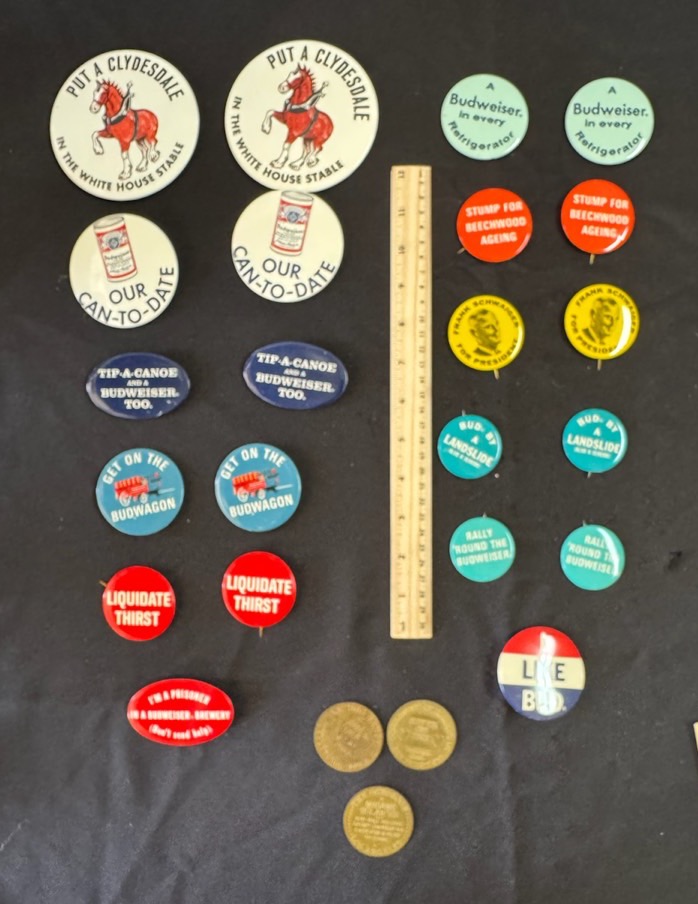 PUT A CLYDESDALE
IN THE WHITE HOUSE STABLE
PUT A CLYDESDALE
IN THE WHITE HOUSE STABLE
A
Budweiser.
in every
Refrigerator
A
Budweiser.
in every
Refrigerator
STUMP FOR
BEECHWOOD
AGEING
STUMP FOR
BEECHWOOD
AGEING
OUR
CAN-TO-DATE
OUR
CAN-TO-DATE
FRANK SCHWAIGER
FOR PRESIDENT
FRANK SCHWAIGER
FOR PRESIDENT
TIP-A-CANOE
AND A
BUDWEISER.
TOO.
TIP-A-CANOE
AND A
BUDWEISER.
TOO.
BUD- BY
A
LANDSLIDE
BUD- BY
A
LANDSLIDE
GET ON THE
BUDWAGON
GET ON THE
BUDWAGON
RALLY
'ROUND THE
BUDWEISER.
RALLY
'ROUND THE
BUDWEISER
LIQUIDATE
THIRST
LIQUIDATE
THIRST
I LIKE
BUD.
I'M A PRISONER
IN A BUDWEISER. BREWERY
(Don't send help)